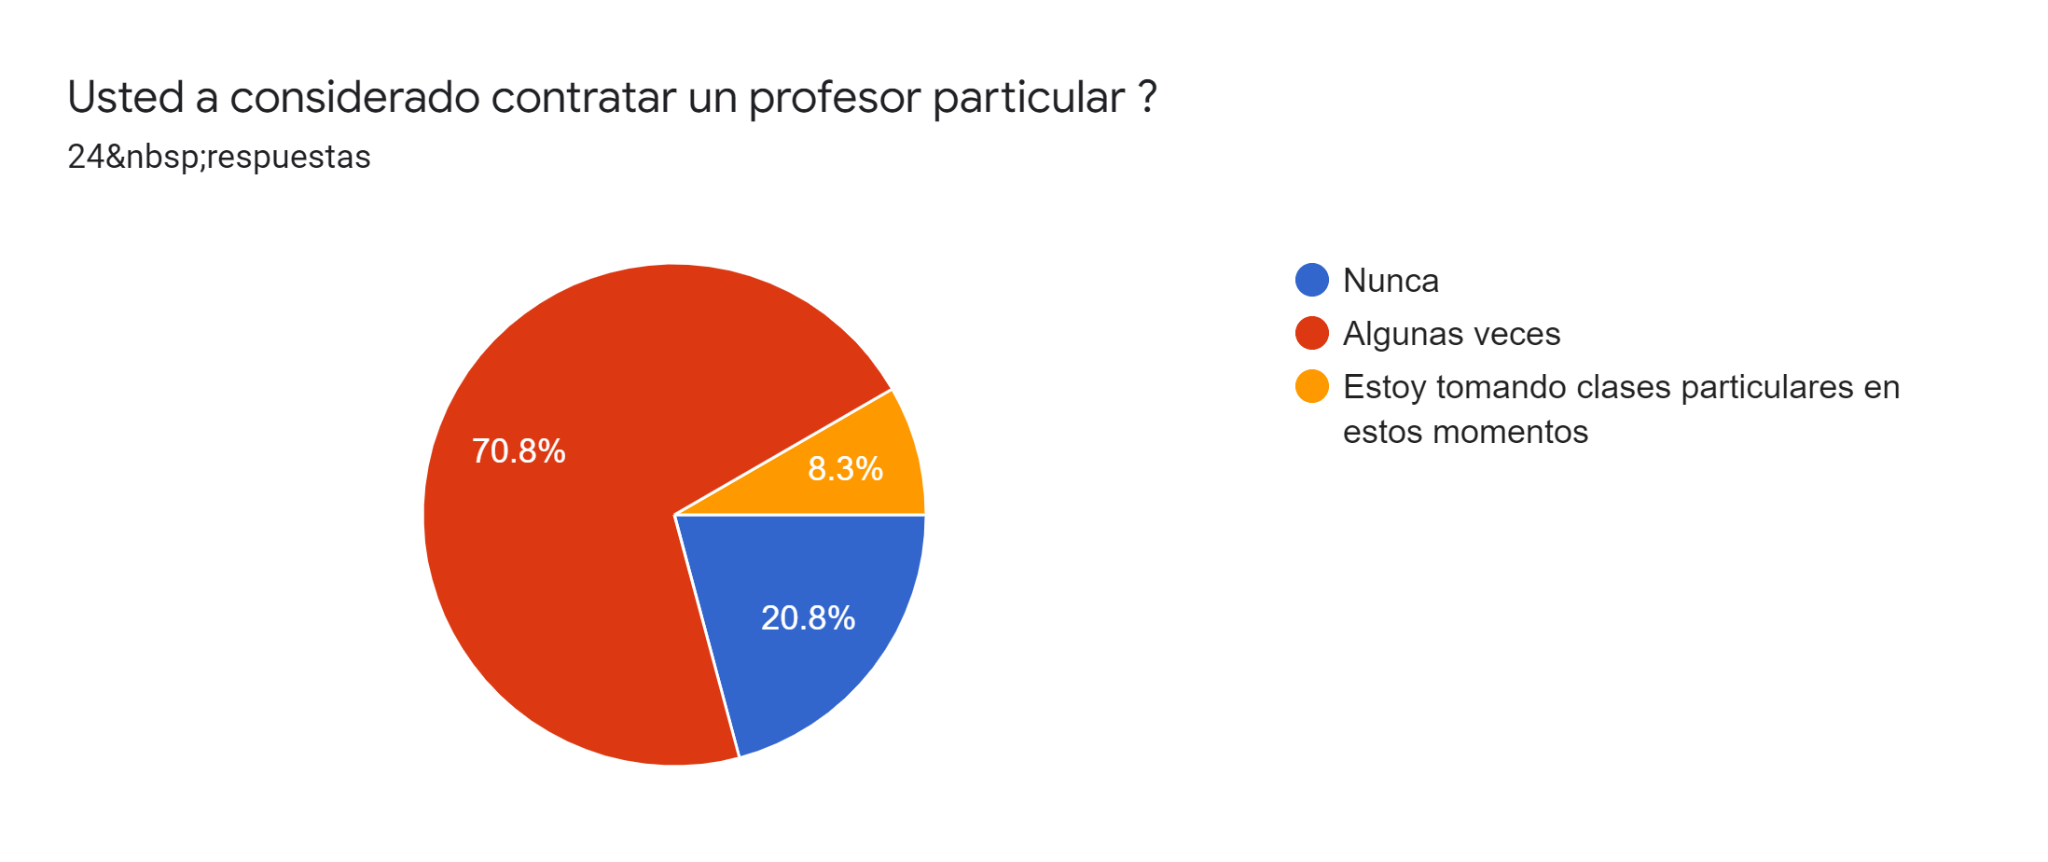 Usted a considerado contratar un profesor particular ?
24&nbsp;respuestas
Nunca
Algunas veces
Estoy tomando clases particulares en
estos momentos
70.8%
8.3%
20.8%